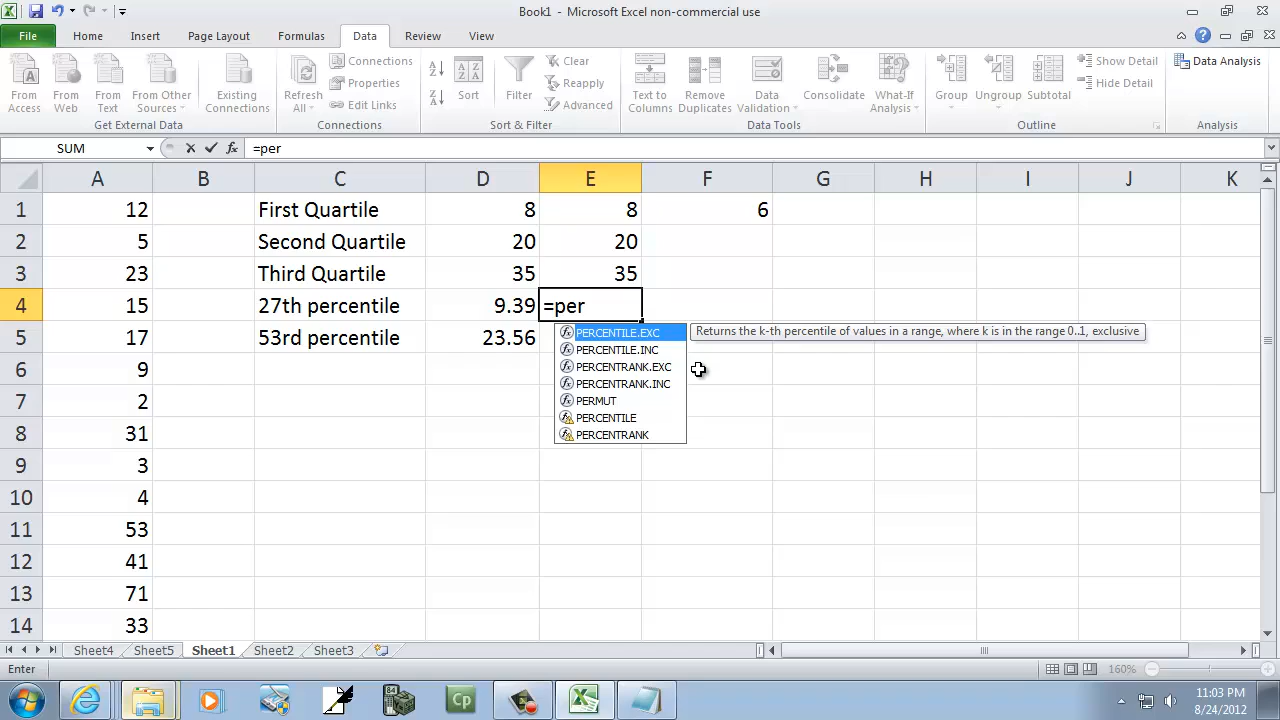 Book1 - Microsoft Excel non-commercial use
File Home Insert Page Layout Formulas Data Review View
From Access
From Web
From Text
From Other Sources
Existing Connections
Get External Data
Refresh All
Connections
Properties
Edit Links
Connections
Sort
Filter
Clear
Reapply
Advanced
Sort & Filter
Text to Columns
Remove Duplicates
Data Validation
Consolidate
What-If Analysis
Data Tools
Group
Ungroup
Subtotal
Show Detail
Hide Detail
Outline
Data Analysis
Analysis
SUM =per
A B C D E F G H I J K
1 12 First Quartile 8 8 6
2 5 Second Quartile 20 20
3 23 Third Quartile 35 35
4 15 27th percentile 9.39 =per
5 17 53rd percentile 23.56
PERCENTILE.EXC Returns the k-th percentile of values in a range, where k is in the range 0..1, exclusive
PERCENTILE.INC
PERCENTRANK.EXC
PERCENTRANK.INC
PERMUT
PERCENTILE
PERCENTRANK
6 9
7 2
8 31
9 3
10 4
11 53
12 41
13 71
14 33
Sheet4 Sheet5 Sheet1 Sheet2 Sheet3
Enter 160%
Cp
11:03 PM
8/24/2012